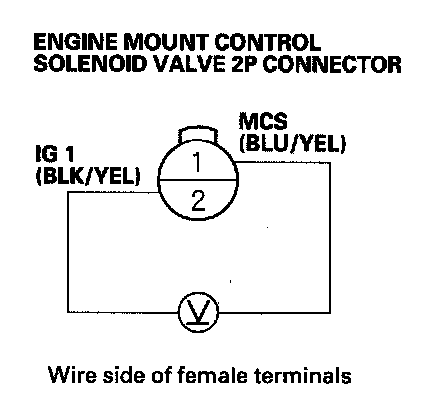 ENGINE MOUNT CONTROL
SOLENOID VALVE 2P CONNECTOR
MCS
(BLU/YEL)
IG 1
(BLK/YEL)
1
2
V
Wire side of female terminals